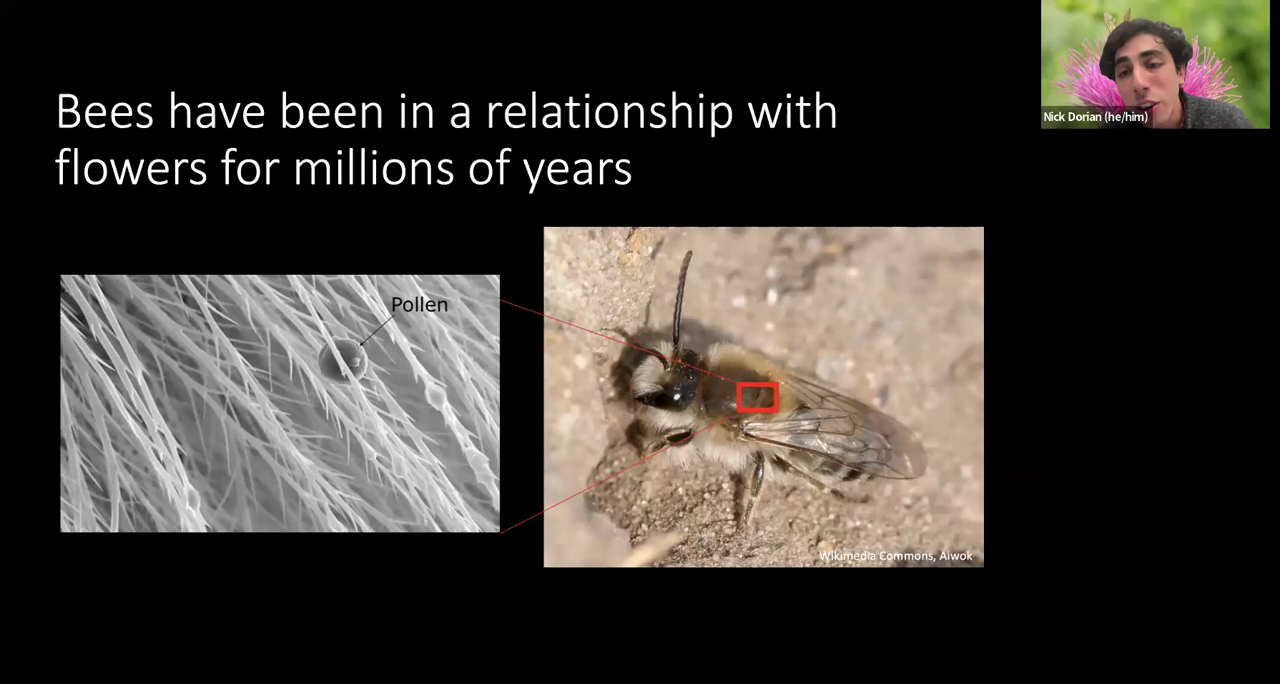 Bees have been in a relationship with
flowers for millions of years
Nick Dorian (he/him)
Pollen
Wikimedia Commons, Aiwok